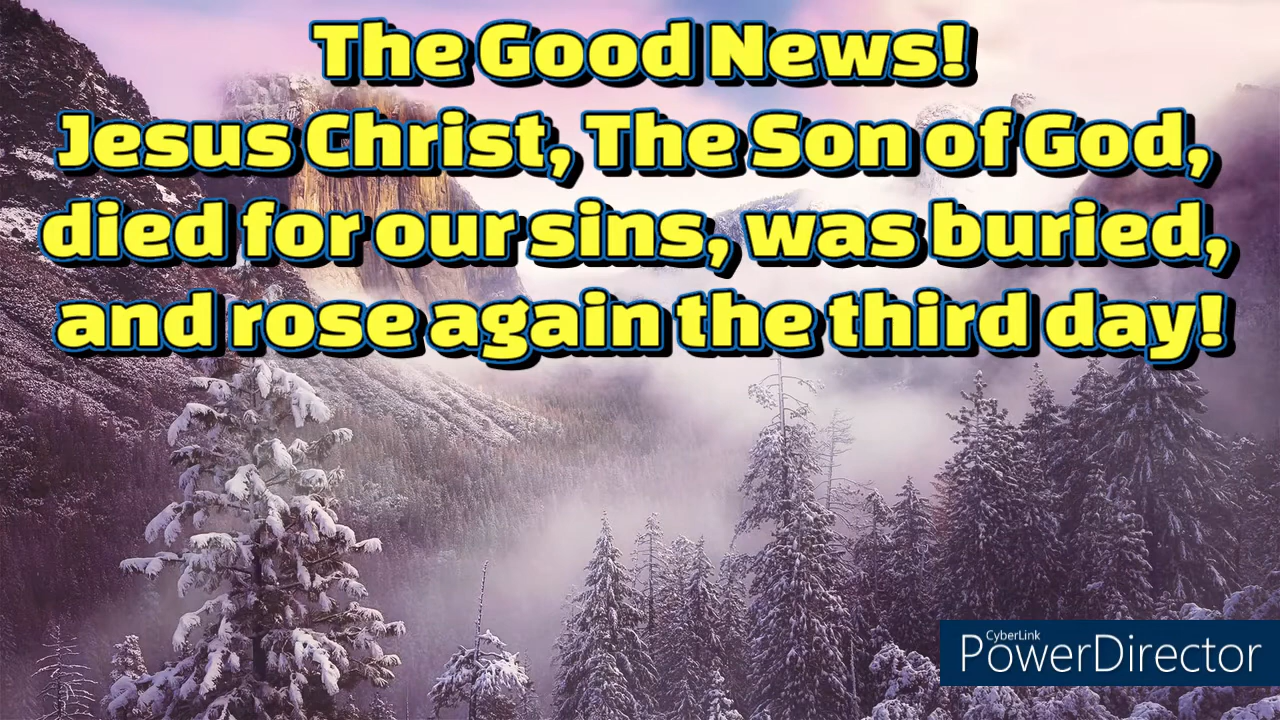 The Good News!
Jesus Christ, The Son of God,
died for our sins, was buried,
and rose again the third day!
CyberLink
PowerDirector